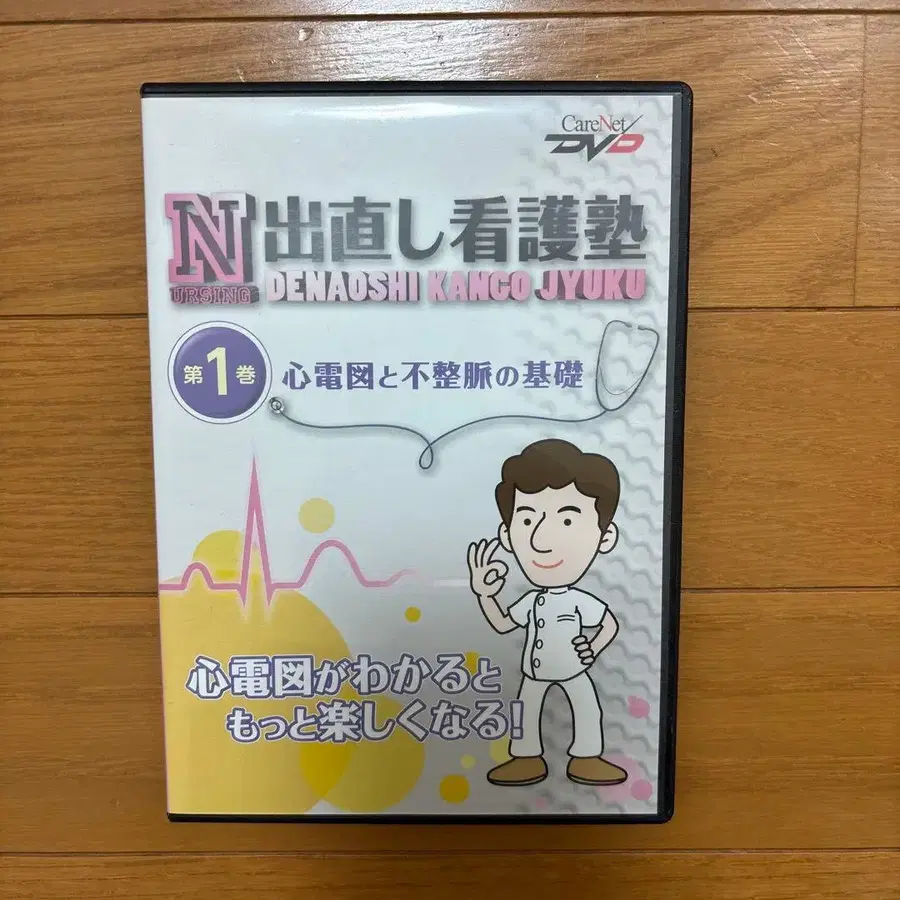 CareNet
DVD
N出直し看護塾
URSING DENAOSHI KANGO JYUKU
第1巻 心電図と不整脈の基礎
心電図がわかると
もっと楽しくなる!